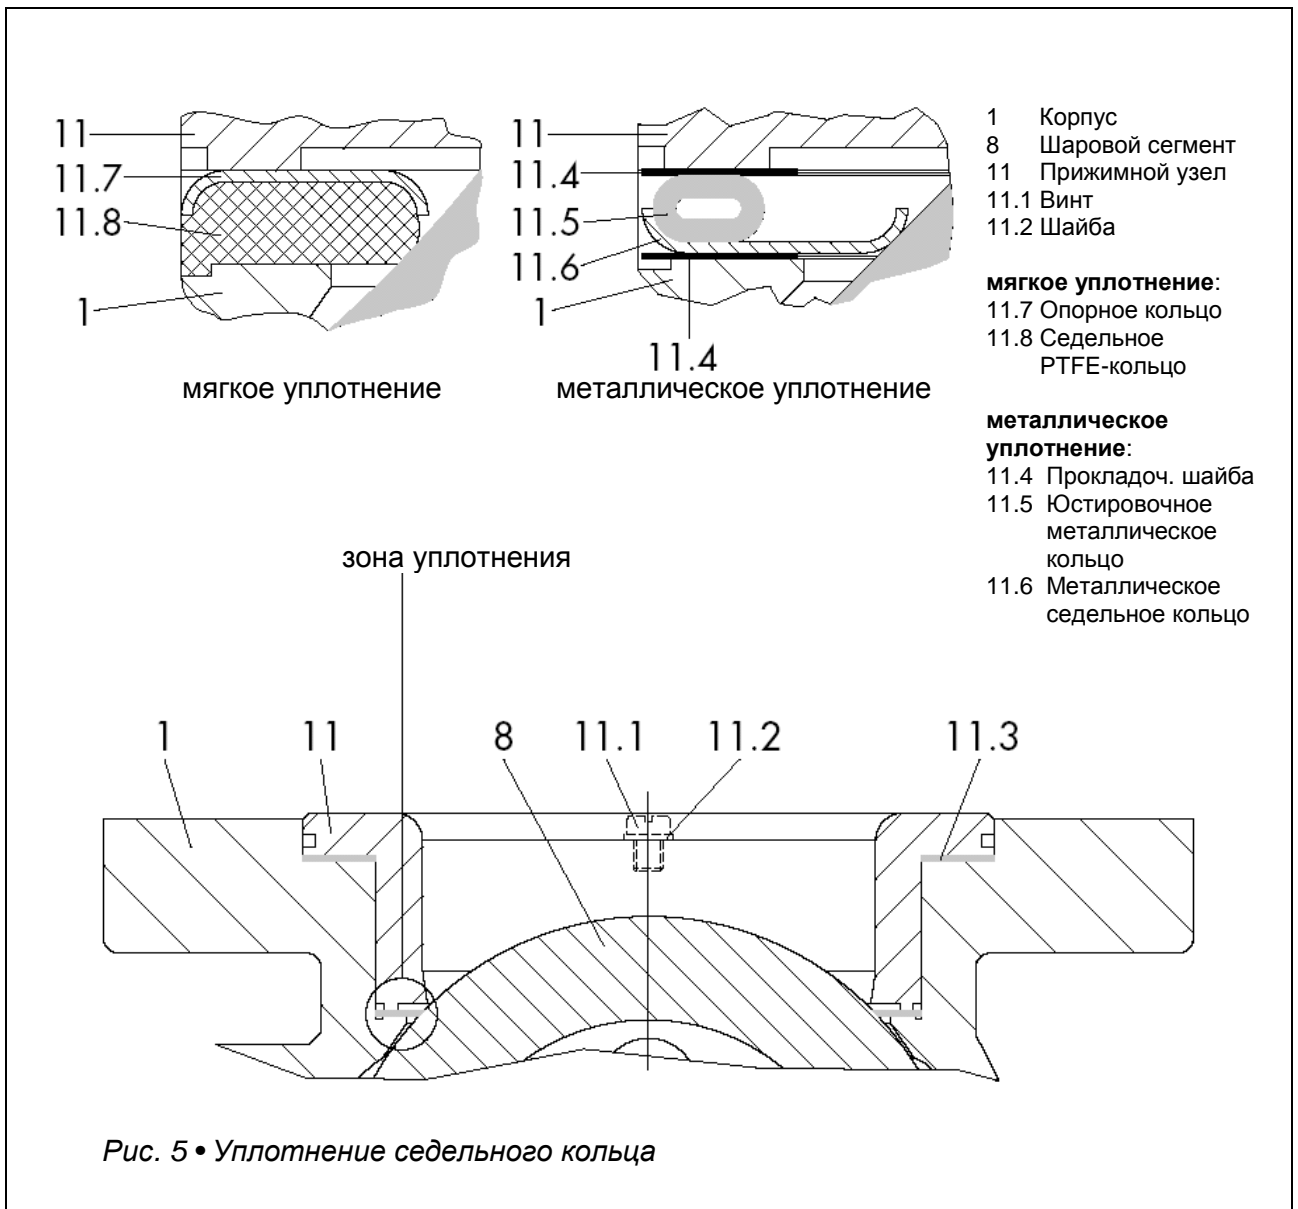 11
11.7
11.8
1
мягкое уплотнение
11
11.4
11.5
11.6
1
11.4
металлическое уплотнение
1 Корпус
8 Шаровой сегмент
11 Прижимной узел
11.1 Винт
11.2 Шайба
мягкое уплотнение:
11.7 Опорное кольцо
11.8 Седельное
PTFE-кольцо
металлическое
уплотнение:
11.4 Прокладоч. шайба
11.5 Юстировочное
металлическое
кольцо
11.6 Металлическое
седельное кольцо
зона уплотнения
1 11 8 11.1 11.2 11.3
Рис. 5 • Уплотнение седельного кольца